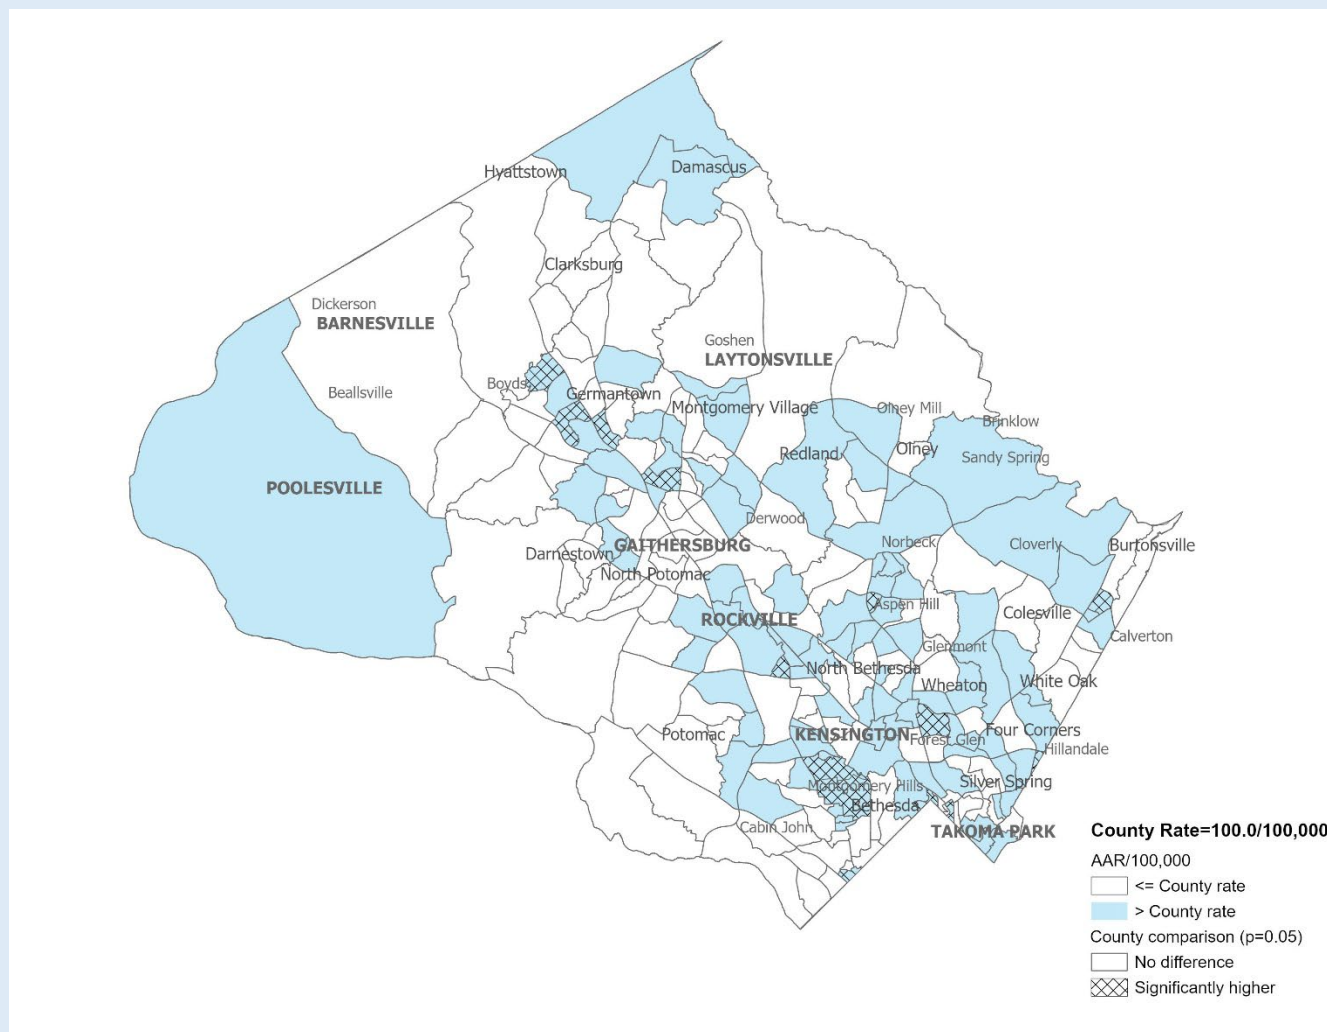 Hyattstown
Damascus
Clarksburg
Dickerson
BARNESVILLE
Goshen
LAYTONSVILLE
Boyds
Beallsville
Germantown
Montgomery Village
Olney Mill
Brinklow
Redland
Olney
Sandy Spring
POOLESVILLE
Derwood
Darnestown
GAITHERSBURG
Norbeck
Cloverly
Burtonsville
North Potomac
ROCKVILLE
Aspen Hill
Colesville
Calverton
Glenmont
North Bethesda
Wheaton
White Oak
Potomac
KENSINGTON
Forest Glen
Four Corners
Hillandale
Montgomery Hills
Silver Spring
Bethesda
Cabin John
TAKOMA PARK
County Rate=100.0/100,000
AAR/100,000
<= County rate
> County rate
County comparison (p=0.05)
No difference
Significantly higher